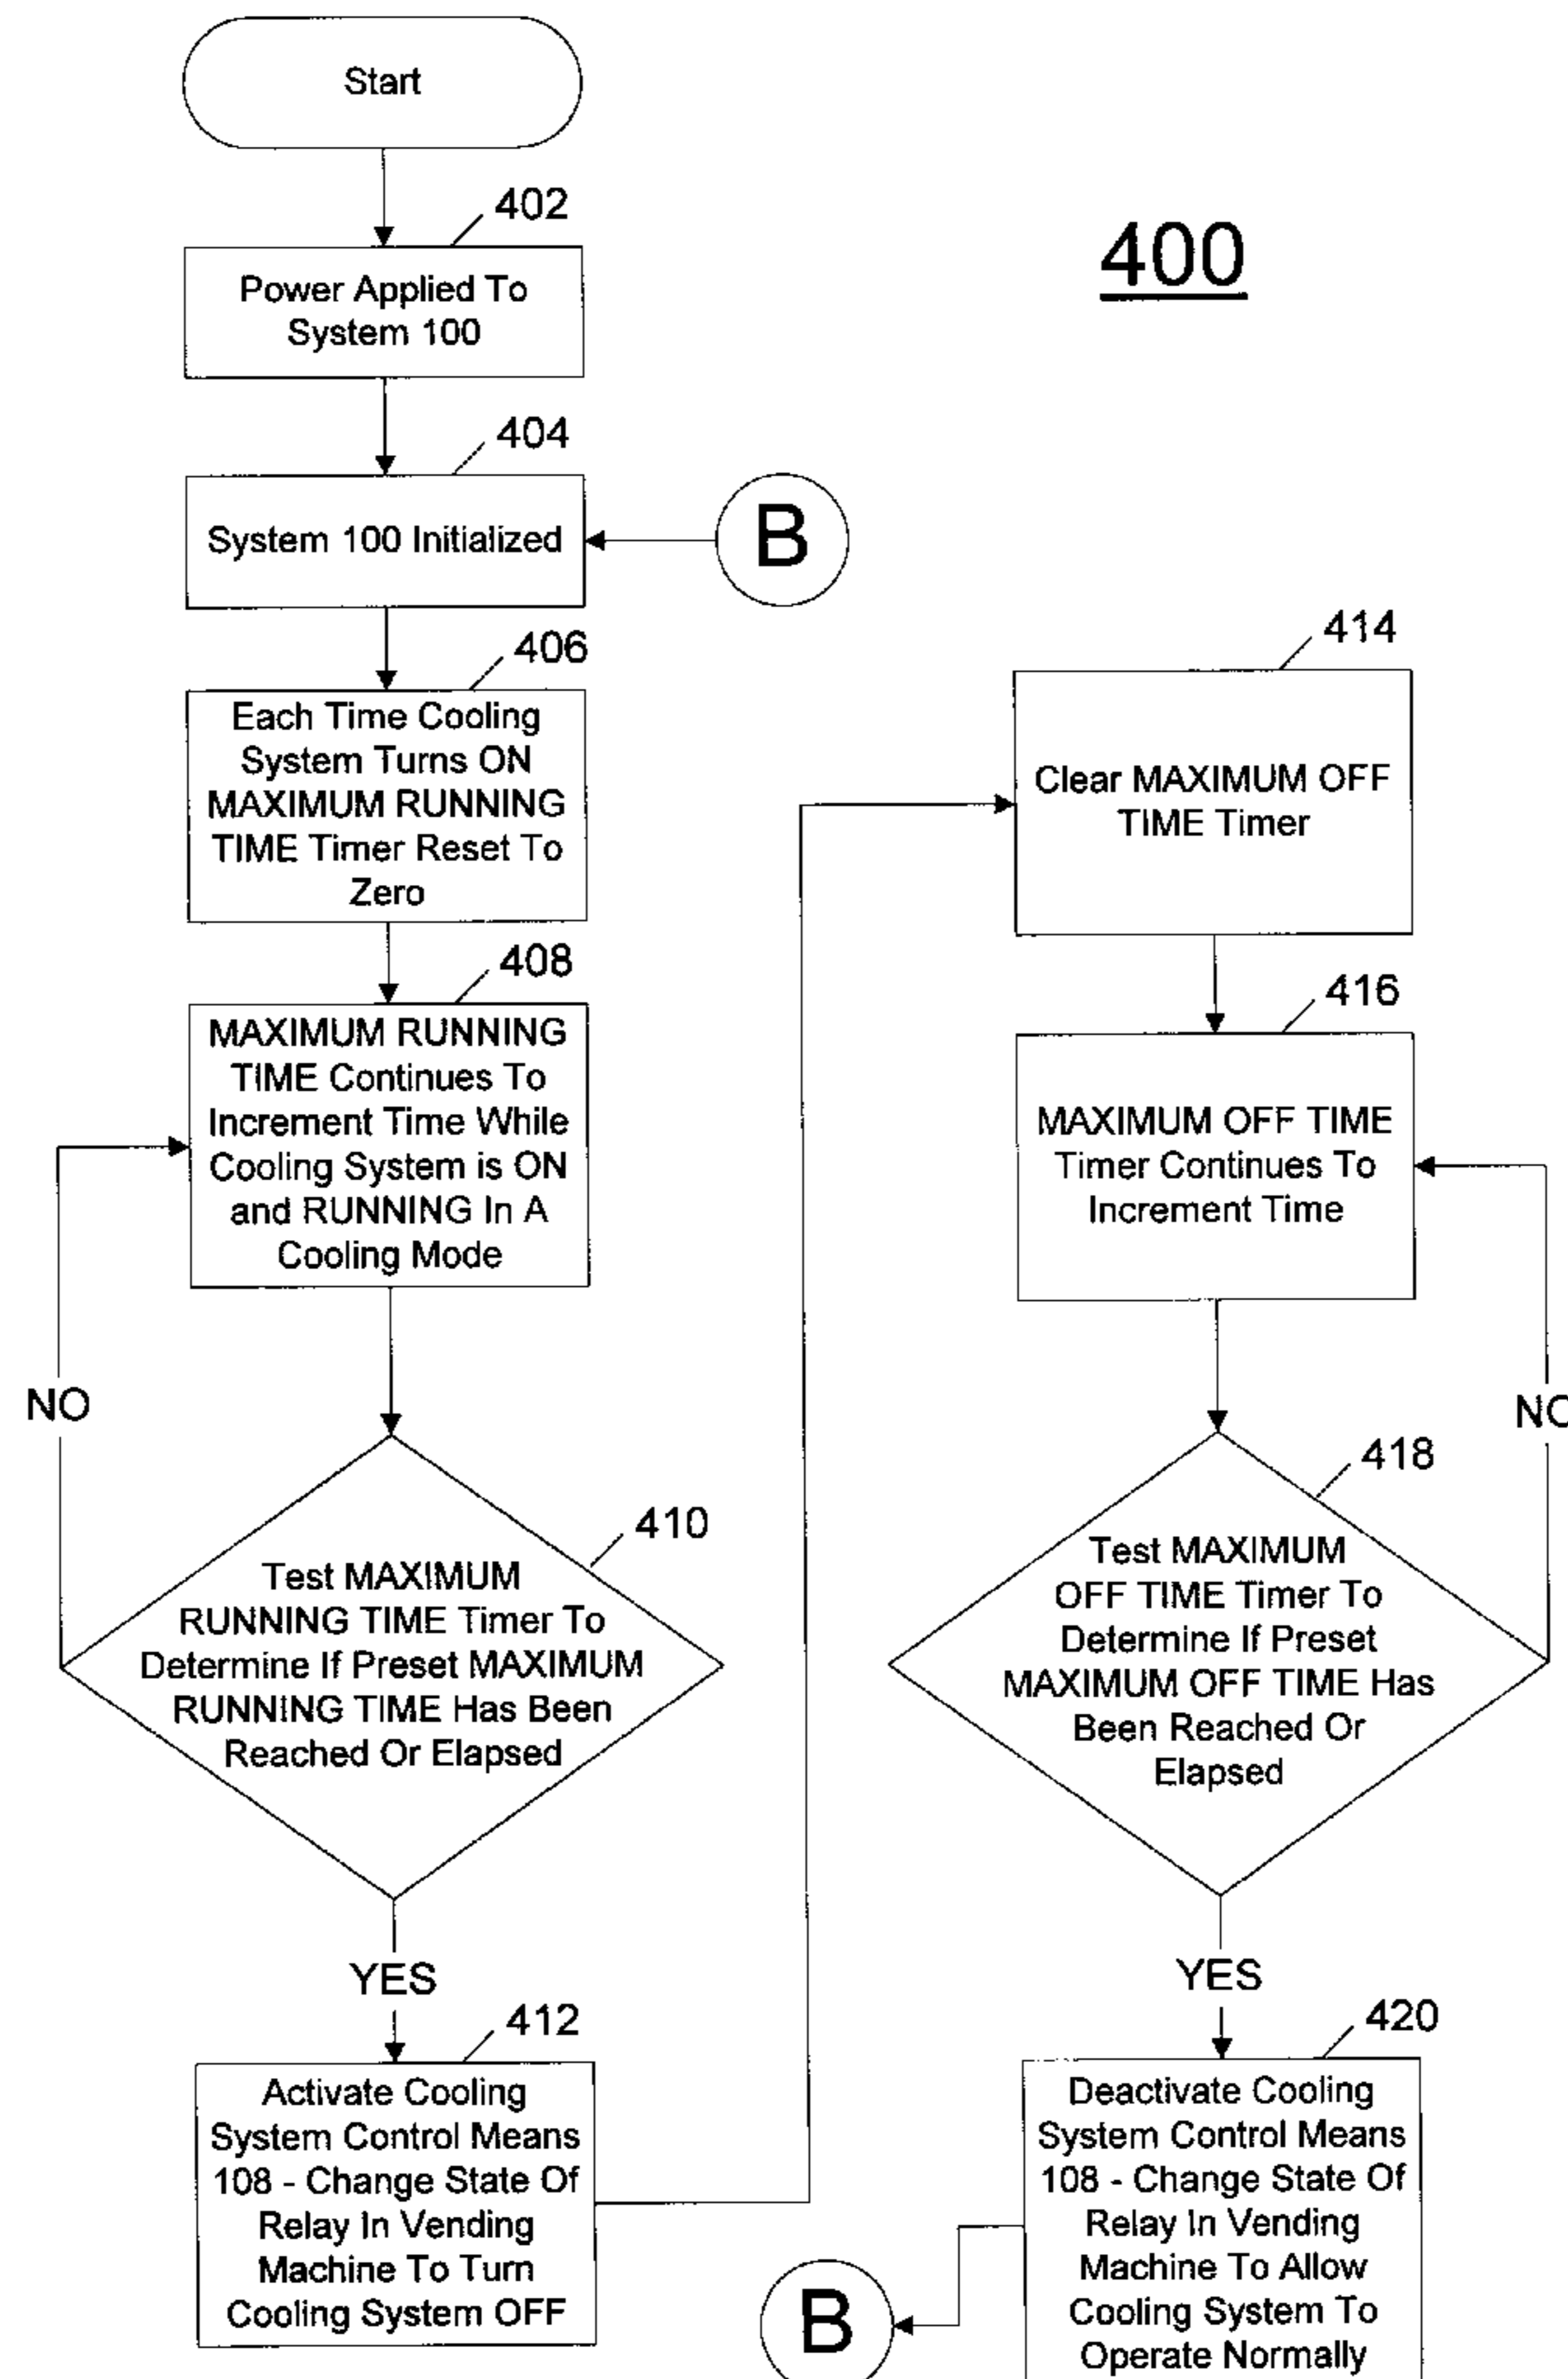 Start
402
Power Applied To
System 100
400
404
System 100 Initialized
B
406
Each Time Cooling
System Turns ON
MAXIMUM RUNNING
TIME Timer Reset To
Zero
408
MAXIMUM RUNNING
TIME Continues To
Increment Time While
Cooling System is ON
and RUNNING In A
Cooling Mode
NO
410
Test MAXIMUM
RUNNING TIME Timer To
Determine If Preset MAXIMUM
RUNNING TIME Has Been
Reached Or Elapsed
YES
412
Activate Cooling
System Control Means
108 - Change State Of
Relay In Vending
Machine To Turn
Cooling System OFF
414
Clear MAXIMUM OFF
TIME Timer
416
MAXIMUM OFF TIME
Timer Continues To
Increment Time
NO
418
Test MAXIMUM
OFF TIME Timer To
Determine If Preset
MAXIMUM OFF TIME Has
Been Reached Or
Elapsed
YES
420
Deactivate Cooling
System Control Means
108 - Change State Of
Relay In Vending
Machine To Allow
Cooling System To
Operate Normally
B